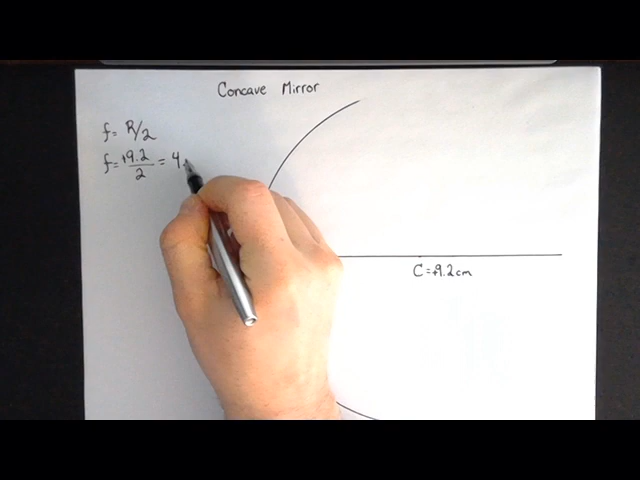 Concave Mirror
f= R/2
f= +9.2/2 = 4.
C=+9.2cm